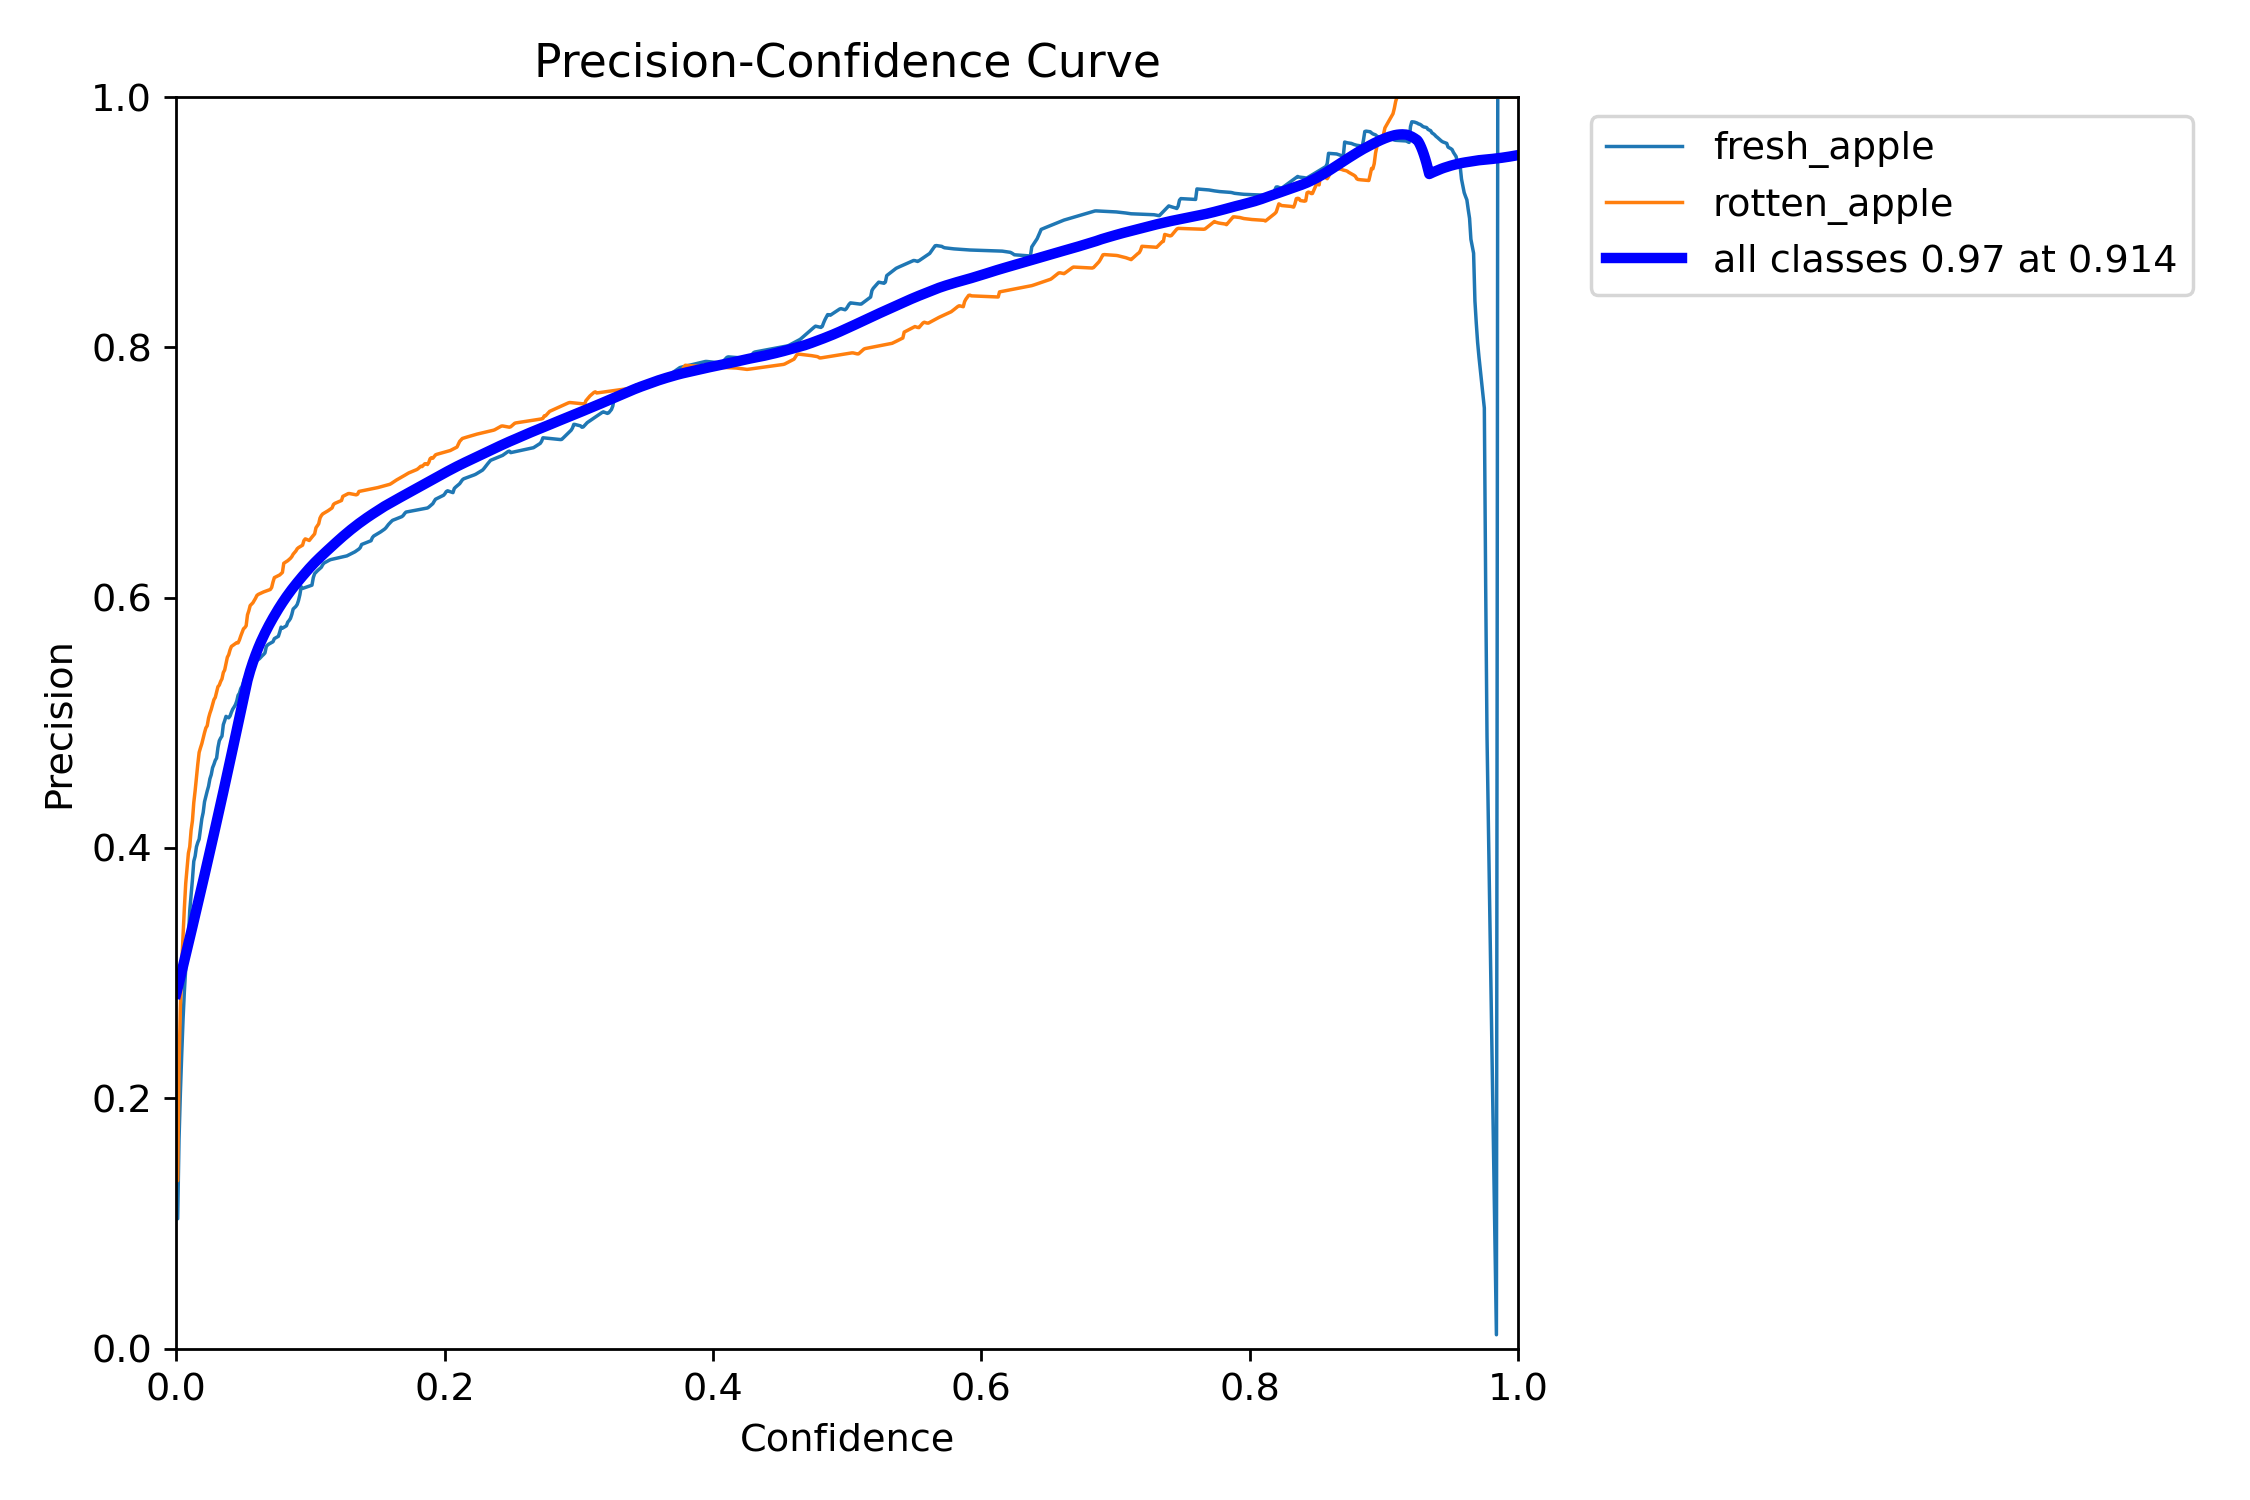 Precision-Confidence Curve
1.0
0.8
0.6
0.4
0.2
0.0
Precision
0.0 0.2 0.4 0.6 0.8 1.0
Confidence
fresh_apple
rotten_apple
all classes 0.97 at 0.914